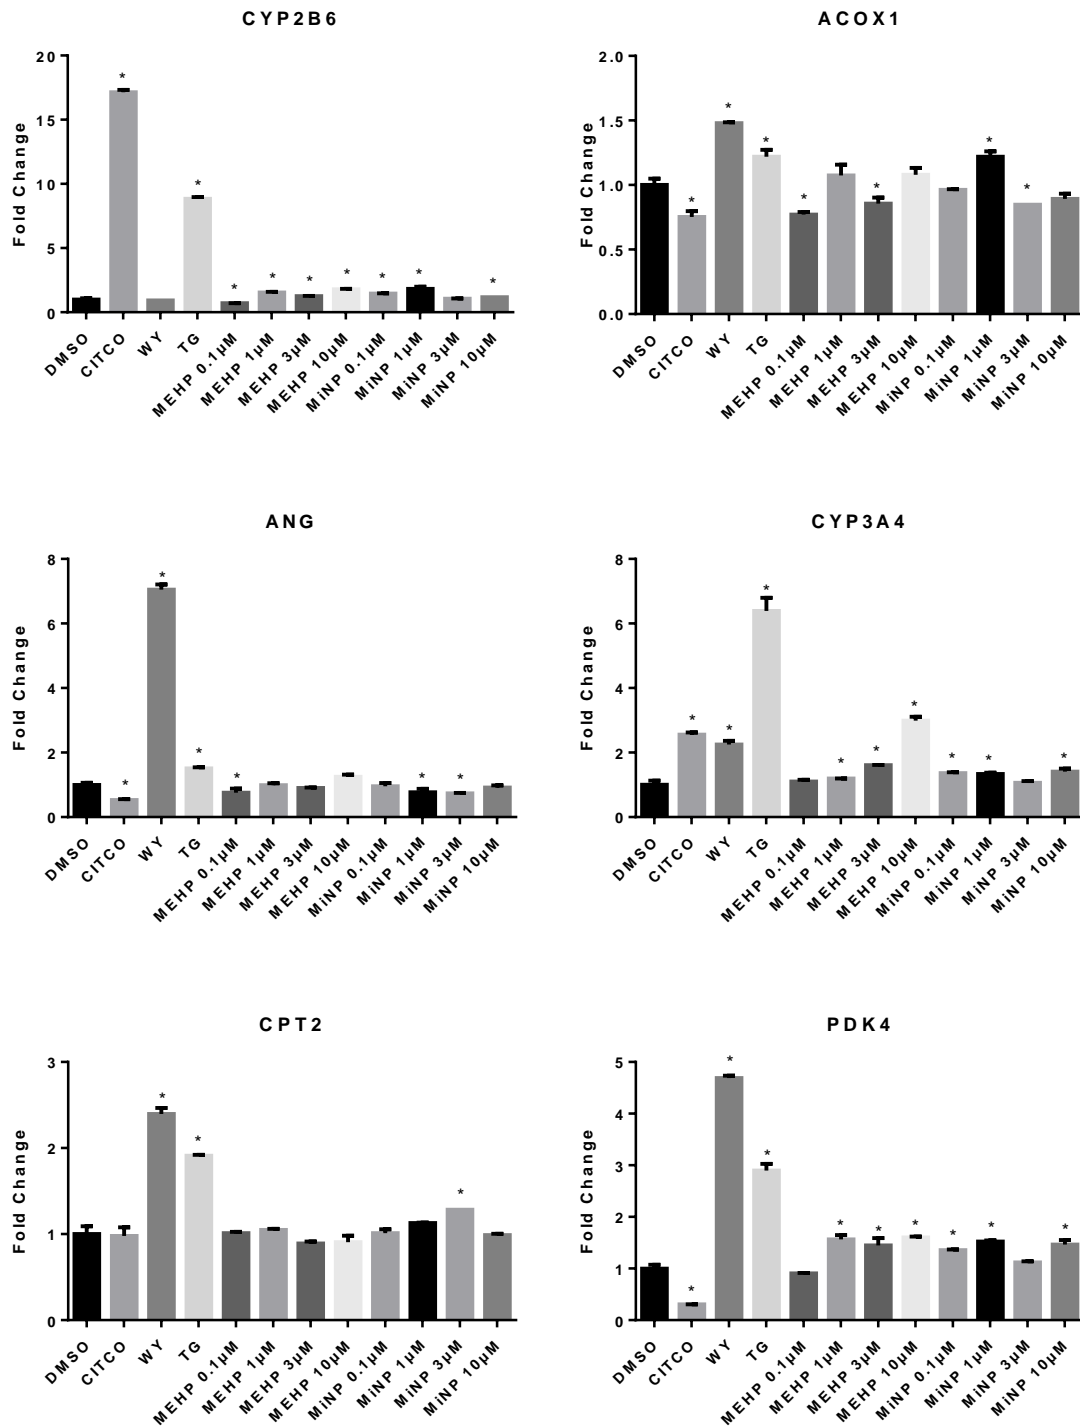 CYP2B6
Fold Change
20
15
10
5
0
* * * * * * * * *
DMSO
CITCO
WY
TG
MEHP 0.1µM
MEHP 1µM
MEHP 3µM
MEHP 10µM
MiNP 0.1µM
MiNP 1µM
MiNP 3µM
MiNP 10µM
ACOX1
Fold Change
2.0
1.5
1.0
0.5
0.0
* * * * * * *
DMSO
CITCO
WY
TG
MEHP 0.1µM
MEHP 1µM
MEHP 3µM
MEHP 10µM
MiNP 0.1µM
MiNP 1µM
MiNP 3µM
MiNP 10µM
ANG
Fold Change
8
6
4
2
0
* * * * * *
DMSO
CITCO
WY
TG
MEHP 0.1µM
MEHP 1µM
MEHP 3µM
MEHP 10µM
MiNP 0.1µM
MiNP 1µM
MiNP 3µM
MiNP 10µM
CYP3A4
Fold Change
8
6
4
2
0
* * * * * * * * *
DMSO
CITCO
WY
TG
MEHP 0.1µM
MEHP 1µM
MEHP 3µM
MEHP 10µM
MiNP 0.1µM
MiNP 1µM
MiNP 3µM
MiNP 10µM
CPT2
Fold Change
3
2
1
0
* * *
DMSO
CITCO
WY
TG
MEHP 0.1µM
MEHP 1µM
MEHP 3µM
MEHP 10µM
MiNP 0.1µM
MiNP 1µM
MiNP 3µM
MiNP 10µM
PDK4
Fold Change
5
4
3
2
1
0
* * * * * * * * *
DMSO
CITCO
WY
TG
MEHP 0.1µM
MEHP 1µM
MEHP 3µM
MEHP 10µM
MiNP 0.1µM
MiNP 1µM
MiNP 3µM
MiNP 10µM